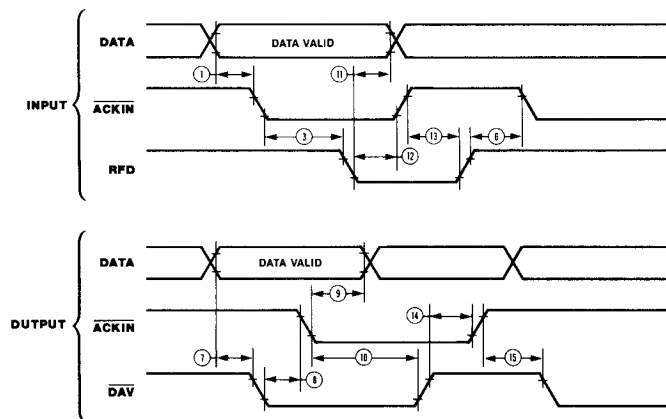 DATA
DATA VALID
1
11
INPUT
ACKIN
3
13
6
12
RFD
DATA
DATA VALID
9
OUTPUT
ACKIN
14
7
8
10
15
DAV